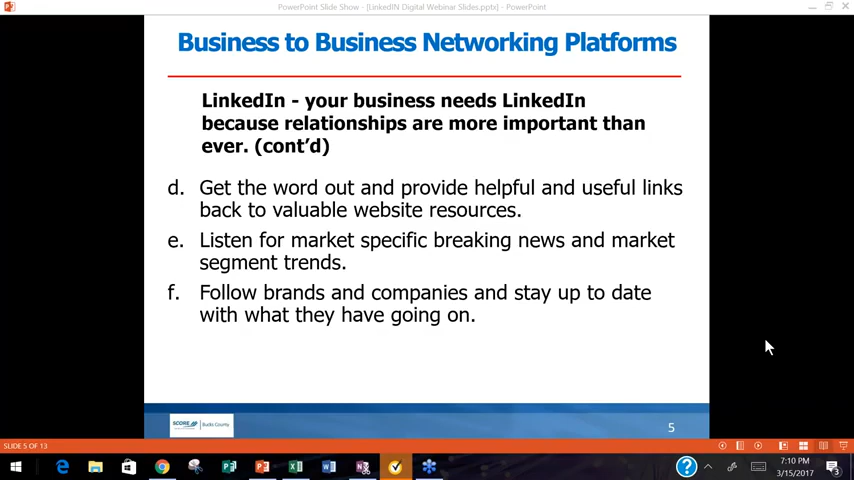 PowerPoint Slide Show - [LinkedIN Digital Webinar Slides.pptx] - PowerPoint
Business to Business Networking Platforms
LinkedIn - your business needs LinkedIn
because relationships are more important than
ever. (cont'd)
d. Get the word out and provide helpful and useful links
back to valuable website resources.
e. Listen for market specific breaking news and market
segment trends.
f. Follow brands and companies and stay up to date
with what they have going on.
SCORE Bucks County
5
SLIDE 5 OF 13
7:10 PM
3/15/2017
3